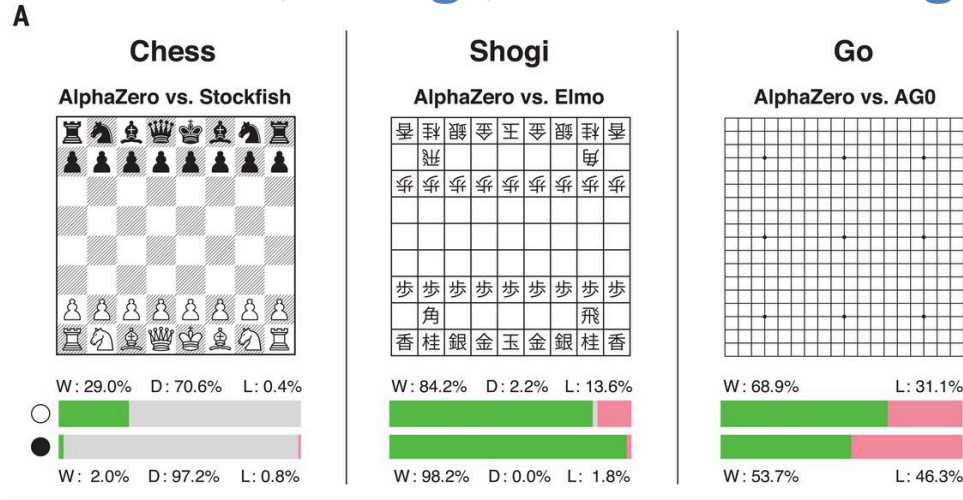 A
Chess
AlphaZero vs. Stockfish
W: 29.0% D: 70.6% L: 0.4%
W: 2.0% D: 97.2% L: 0.8%
Shogi
AlphaZero vs. Elmo
香桂銀金玉金銀桂香
飛角
歩歩歩歩歩歩歩歩歩
歩歩歩歩歩歩歩歩歩
角飛
香桂銀金玉金銀桂香
W: 84.2% D: 2.2% L: 13.6%
W: 98.2% D: 0.0% L: 1.8%
Go
AlphaZero vs. AG0
W: 68.9% L: 31.1%
W: 53.7% L: 46.3%